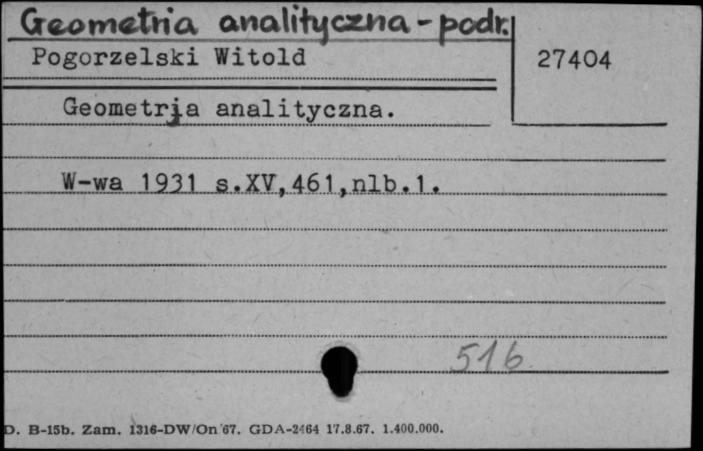 Geometria analityczna - podr.
Pogorzelski Witold
27404
Geometrja analityczna.
W-wa 1931 s.XV,461,nlb.1.
516
D. B-15b. Zam. 1316-DW/On '67. GDA-2464 17.8.67. 1.400.000.